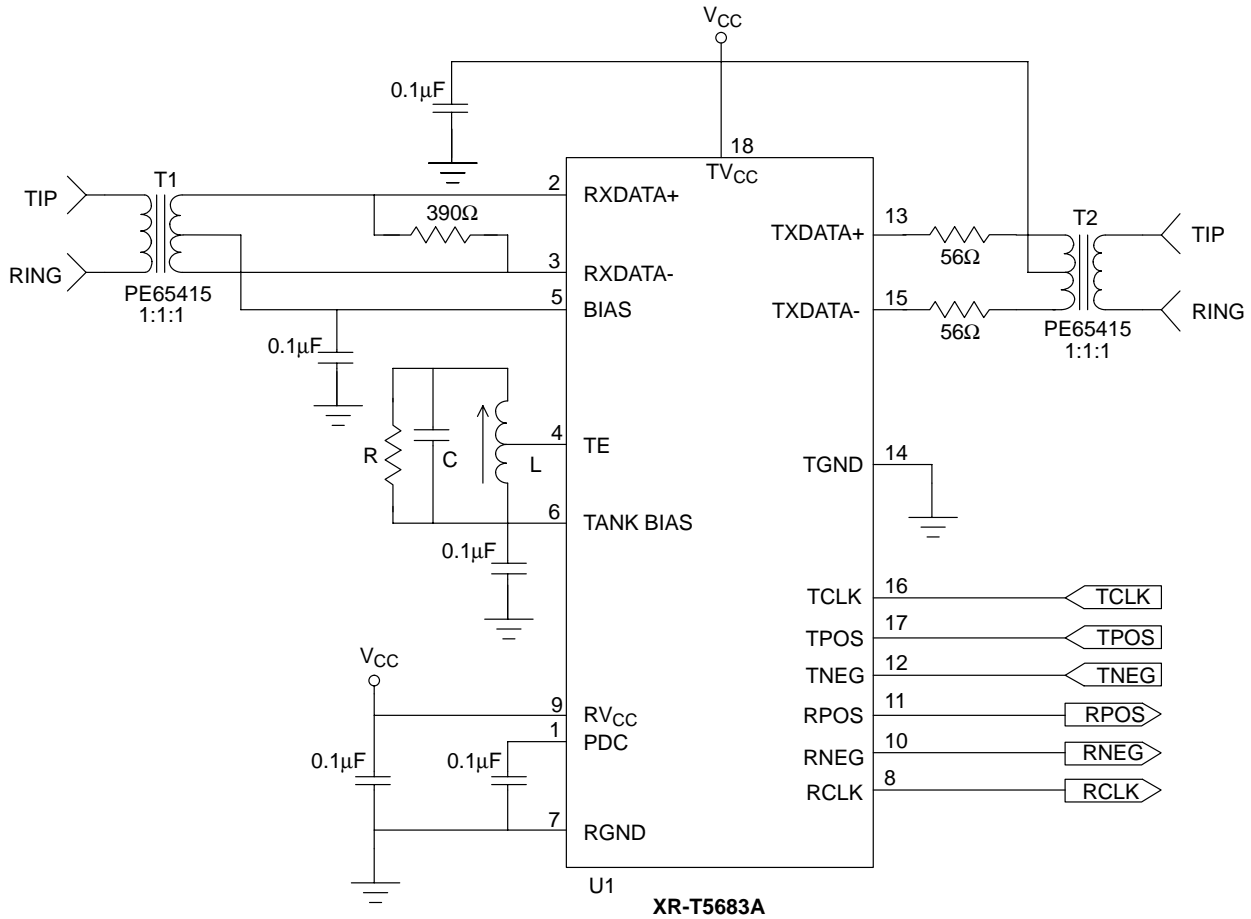 V_CC
0.1μF
18
TV_CC
T1
TIP
RING
PE65415
1:1:1
2
RXDATA+
390Ω
3
RXDATA-
5
BIAS
0.1μF
R
C
L
4
TE
6
TANK BIAS
0.1μF
V_CC
9
RV_CC
1
PDC
0.1μF
0.1μF
7
RGND
TXDATA+
13
56Ω
TXDATA-
15
56Ω
T2
TIP
RING
PE65415
1:1:1
TGND
14
TCLK
16
TCLK
TPOS
17
TPOS
TNEG
12
TNEG
RPOS
11
RPOS
RNEG
10
RNEG
RCLK
8
RCLK
U1
XR-T5683A